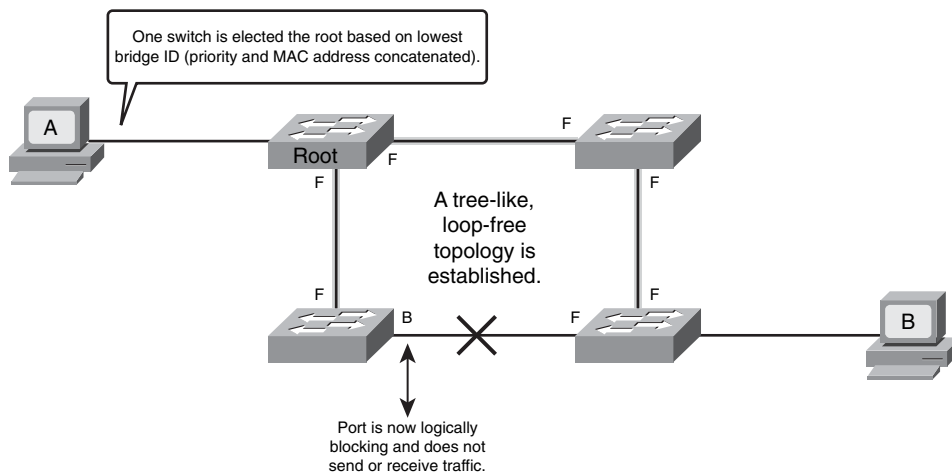 One switch is elected the root based on lowest
bridge ID (priority and MAC address concatenated).
A
Root
F
F
F
F
A tree-like,
loop-free
topology is
established.
F
B
F
F
B
Port is now logically
blocking and does not
send or receive traffic.